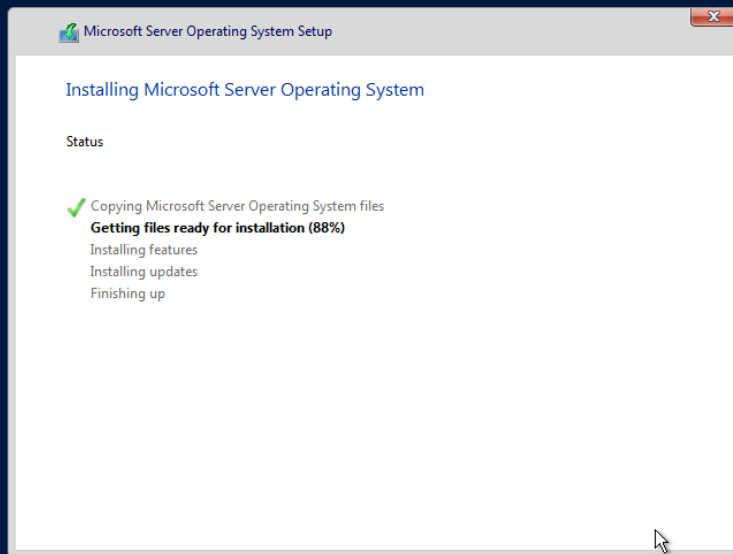 Microsoft Server Operating System Setup
Installing Microsoft Server Operating System
Status
Copying Microsoft Server Operating System files
Getting files ready for installation (88%)
Installing features
Installing updates
Finishing up